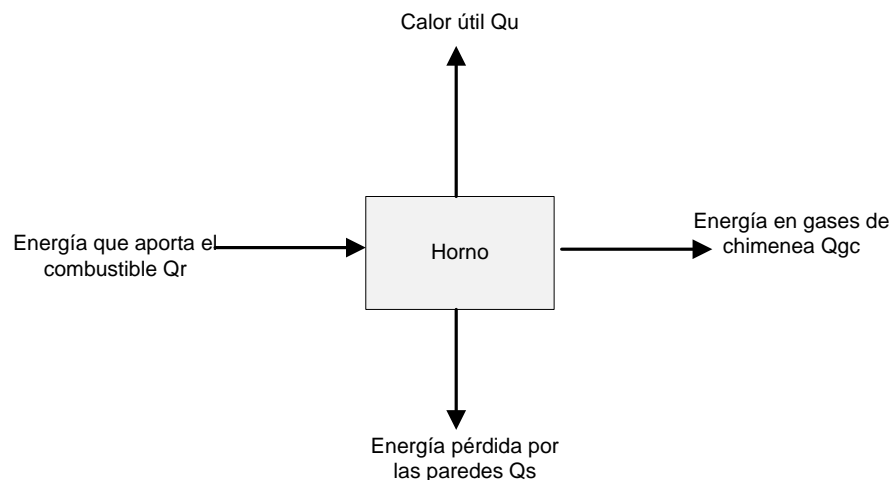 Calor útil Qu
Energía que aporta el
combustible Qr
Horno
Energía en gases de
chimenea Qgc
Energía pérdida por
las paredes Qs